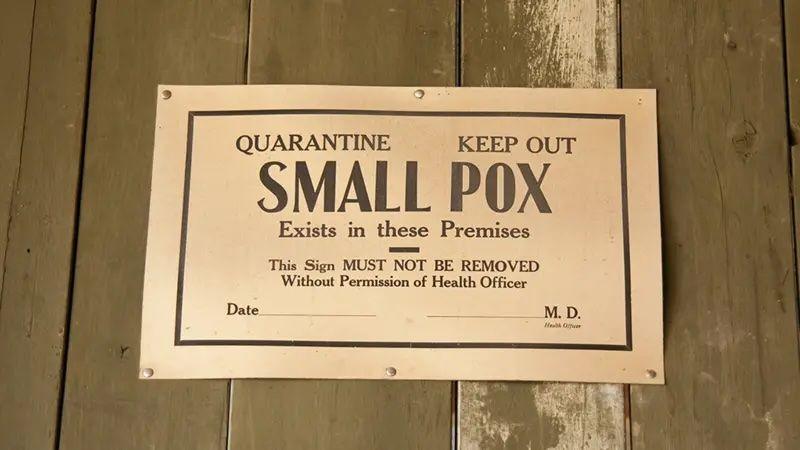 QUARANTINE KEEP OUT
SMALL POX
Exists in these Premises
This Sign MUST NOT BE REMOVED
Without Permission of Health Officer
Date M. D.
Health Officer